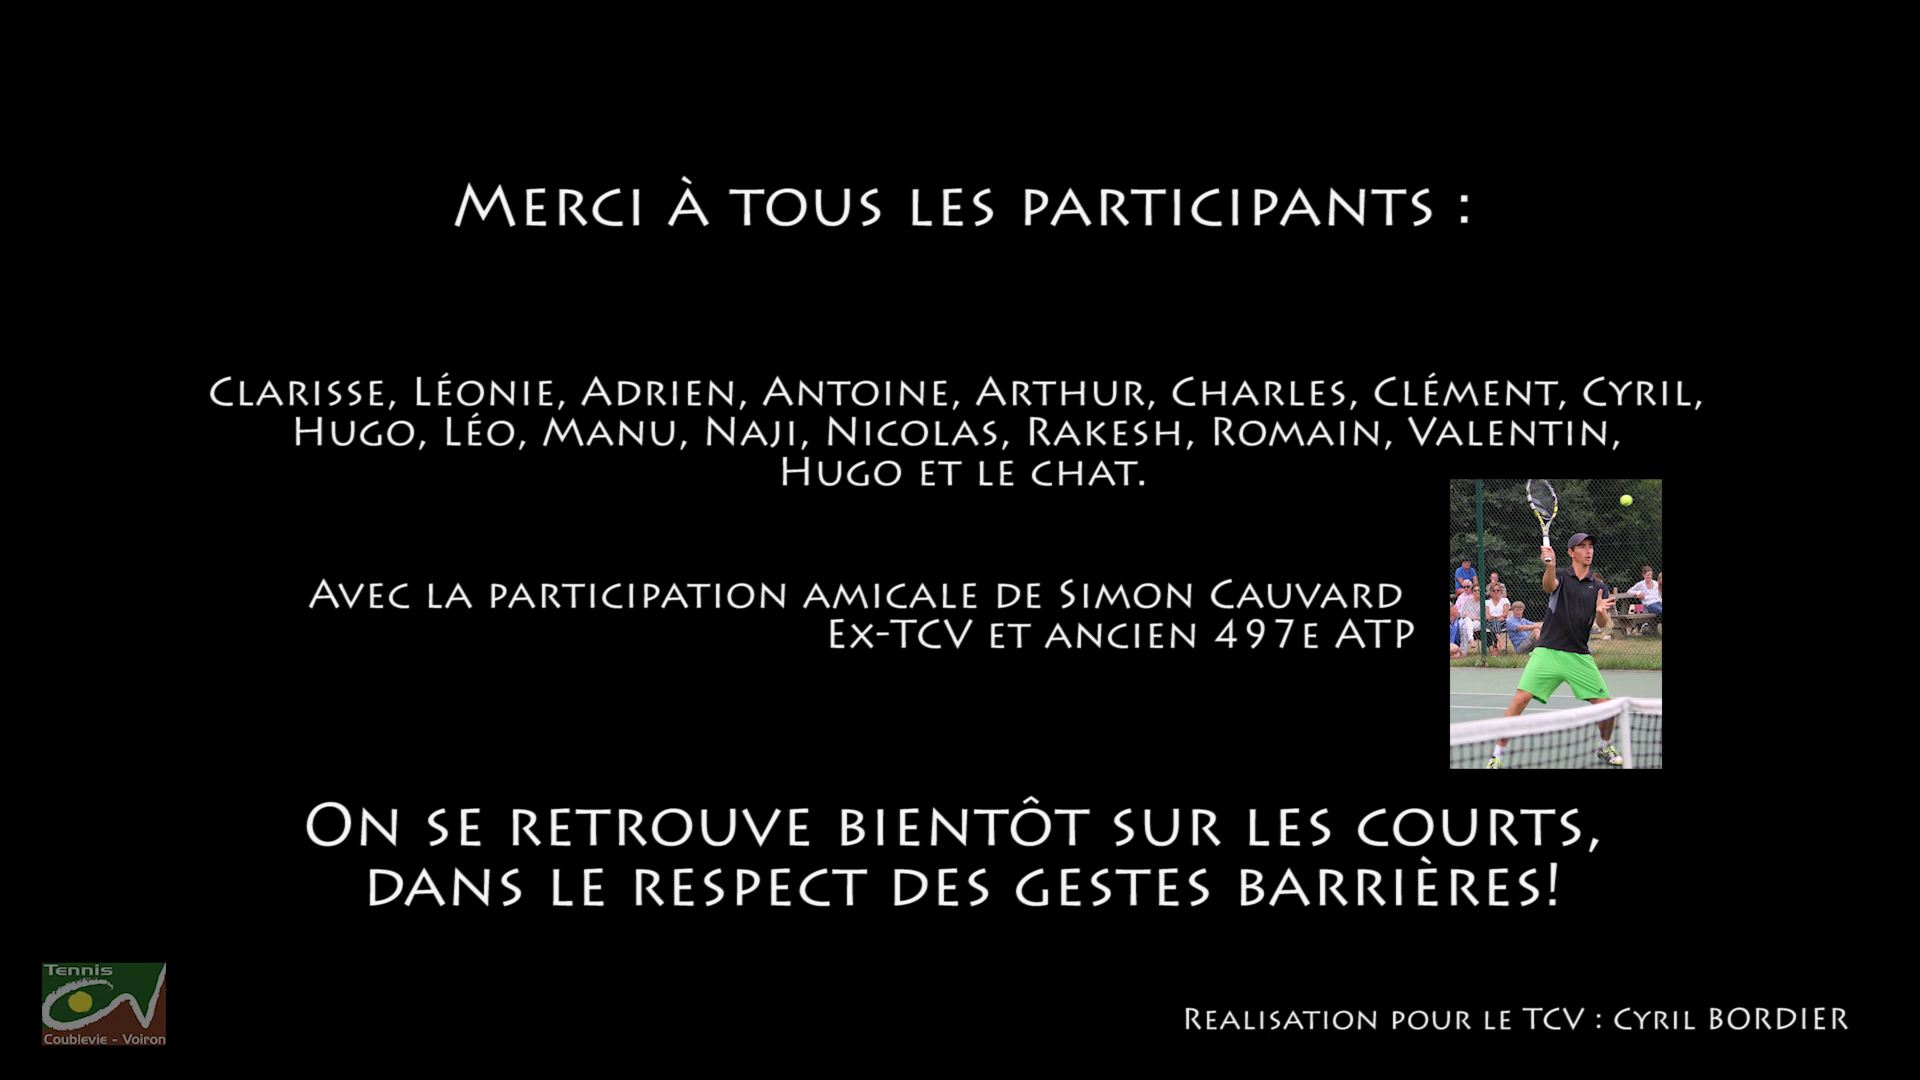 Merci à tous les participants :
Clarisse, Léonie, Adrien, Antoine, Arthur, Charles, Clément, Cyril,
Hugo, Léo, Manu, Naji, Nicolas, Rakesh, Romain, Valentin,
Hugo et le chat.
Avec la participation amicale de Simon Cauvard
Ex-TCV et ancien 497e ATP
On se retrouve bientôt sur les courts,
dans le respect des gestes barrières!
Tennis
CV
Coublevie - Voiron
Realisation pour le TCV : Cyril BORDIER